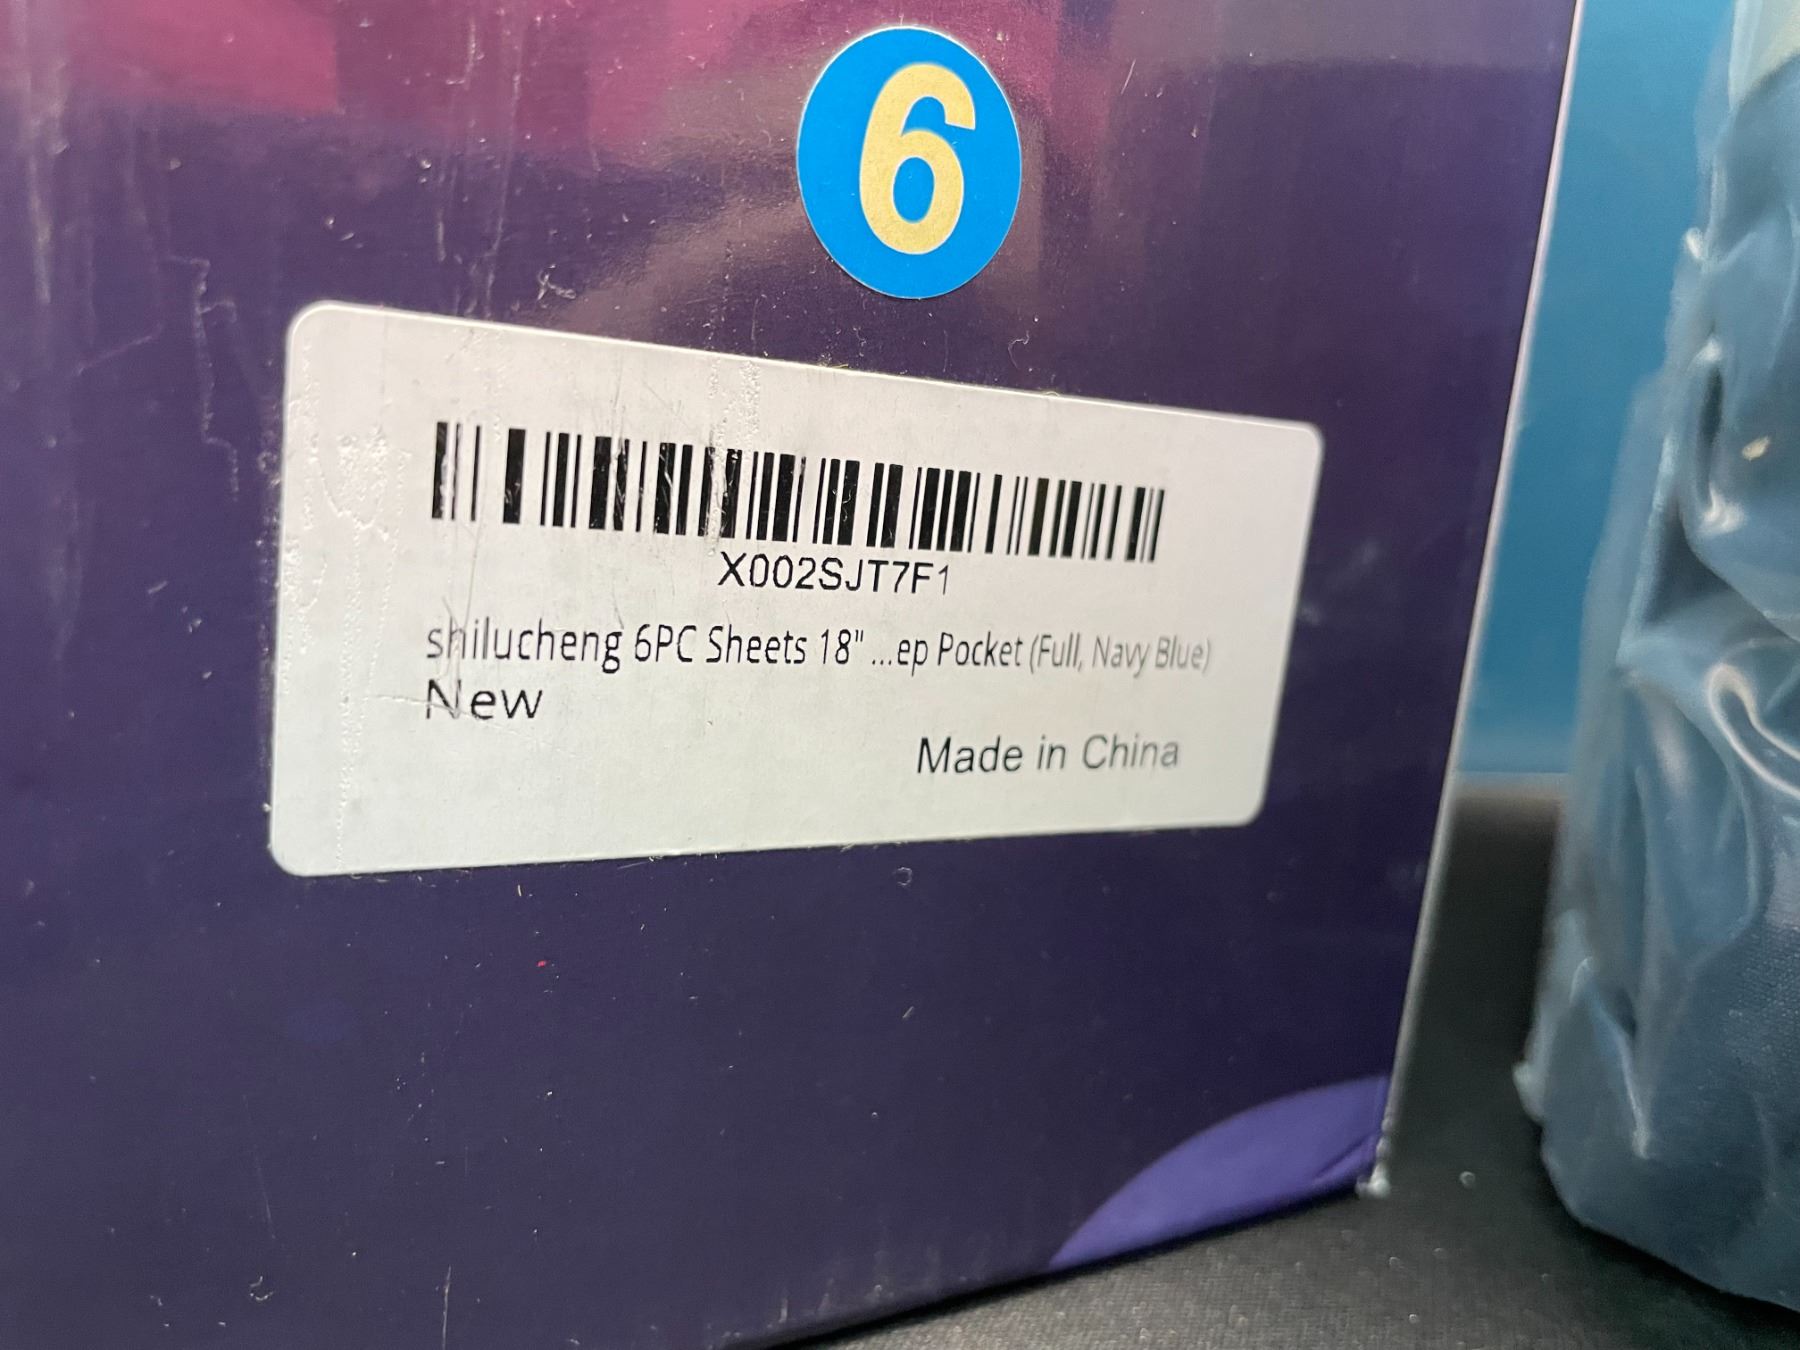 6
X002SJT7F1
shilucheng 6PC Sheets 18" ...ep Pocket (Full, Navy Blue)
New
Made in China